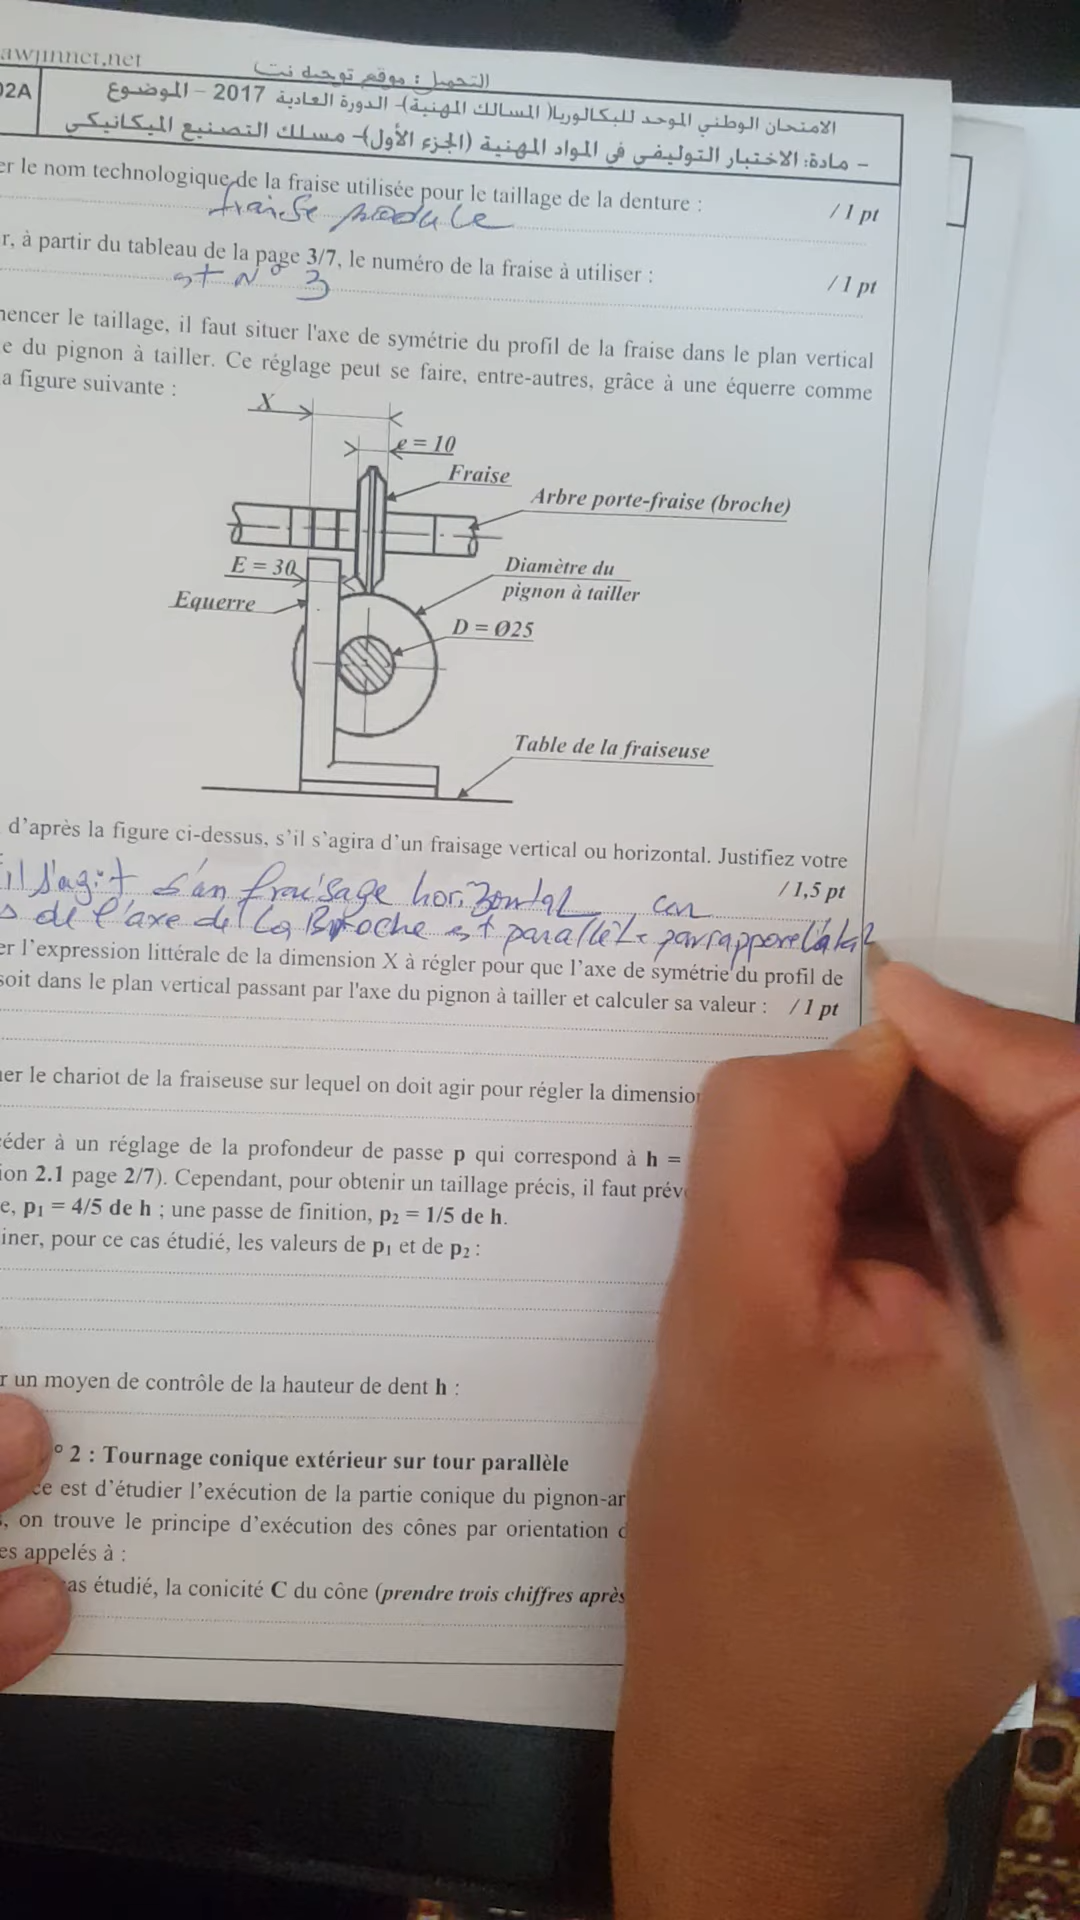 awjinnet.net
التحميل : موقع توجيه نت
02A
الامتحان الوطني الموحد للبكالوريا( المسالك المهنية)- الدورة العادية 2017 - الموضوع
- مادة: الاختبار التوليفي في المواد المهنية (الجزء الأول)- مسلك التصنيع الميكانيكي
er le nom technologique de la fraise utilisée pour le taillage de la denture : / 1 pt
fraise module
r, à partir du tableau de la page 3/7, le numéro de la fraise à utiliser : / 1 pt
st N° 3
encer le taillage, il faut situer l'axe de symétrie du profil de la fraise dans le plan vertical
e du pignon à tailler. Ce réglage peut se faire, entre-autres, grâce à une équerre comme
a figure suivante :
X
e = 10
Fraise
Arbre porte-fraise (broche)
E = 30
Diamètre du
pignon à tailler
Equerre
D = Ø25
Table de la fraiseuse
d'après la figure ci-dessus, s'il s'agira d'un fraisage vertical ou horizontal. Justifiez votre
/ 1,5 pt
il s'agit d'un fraisage horizontal car
de l'axe de la Broche est parallèle par rapport à la
er l'expression littérale de la dimension X à régler pour que l'axe de symétrie du profil de
soit dans le plan vertical passant par l'axe du pignon à tailler et calculer sa valeur : / 1 pt
er le chariot de la fraiseuse sur lequel on doit agir pour régler la dimension
céder à un réglage de la profondeur de passe p qui correspond à h =
ion 2.1 page 2/7). Cependant, pour obtenir un taillage précis, il faut prév
e, p1 = 4/5 de h ; une passe de finition, p2 = 1/5 de h.
iner, pour ce cas étudié, les valeurs de p1 et de p2 :
r un moyen de contrôle de la hauteur de dent h :
° 2 : Tournage conique extérieur sur tour parallèle
ce est d'étudier l'exécution de la partie conique du pignon-ar
, on trouve le principe d'exécution des cônes par orientation
es appelés à :
as étudié, la conicité C du cône (prendre trois chiffres après